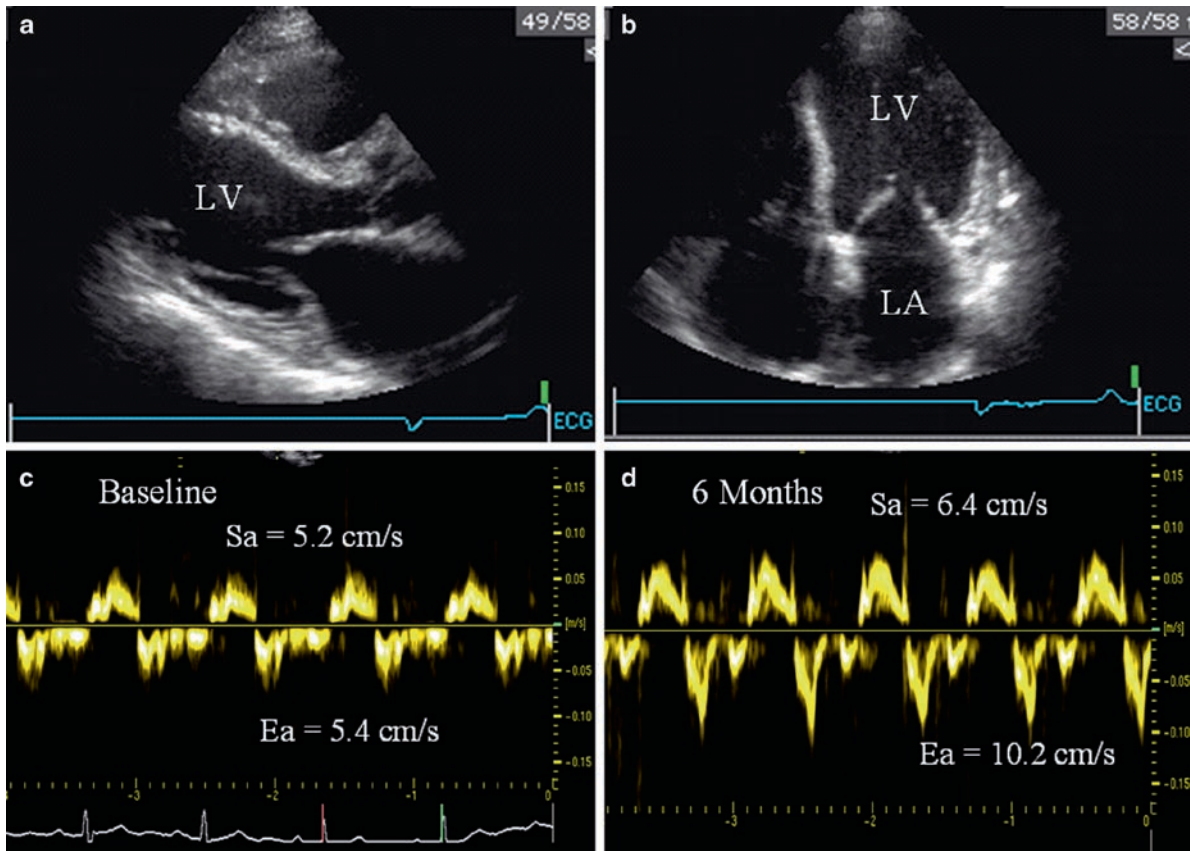 a
49/58
LV
ECG
b
58/58
LV
LA
ECG
c
Baseline
Sa = 5.2 cm/s
Ea = 5.4 cm/s
0.15
0.10
0.05
[m/s]
-0.05
-0.10
-0.15
-3
-2
-1
0
d
6 Months
Sa = 6.4 cm/s
Ea = 10.2 cm/s
0.15
0.10
0.05
[m/s]
-0.05
-0.10
-0.15
-3
-2
-1
0